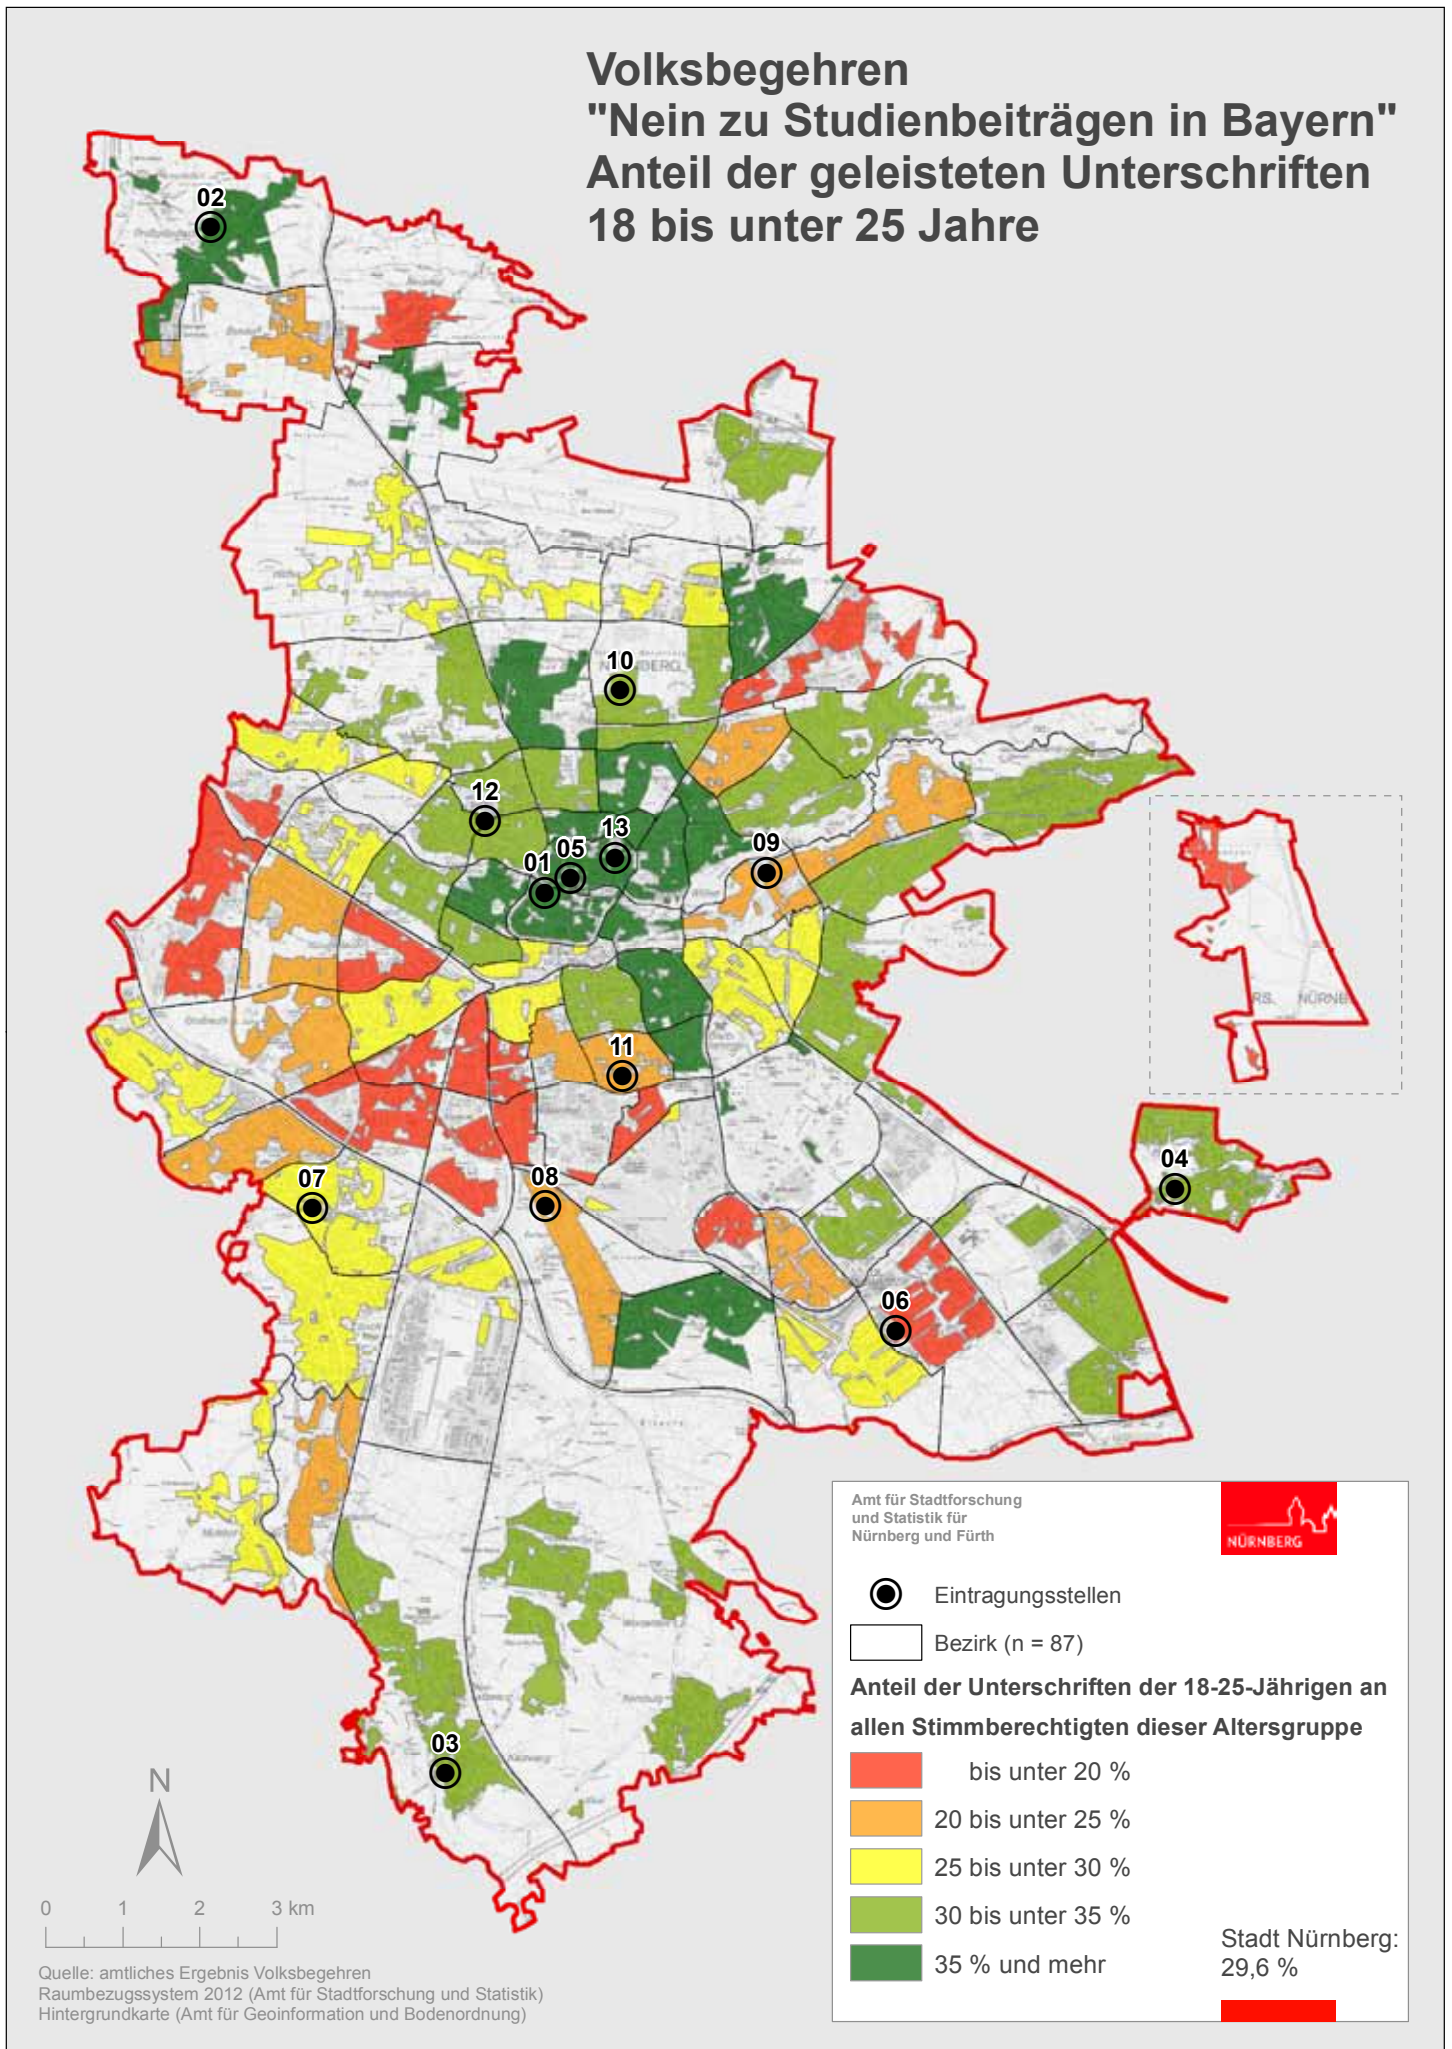 Volksbegehren
"Nein zu Studienbeiträgen in Bayern"
Anteil der geleisteten Unterschriften
18 bis unter 25 Jahre
02
10
12
13
05
01
09
11
04
07
08
06
03
RS. NÜRNB
Amt für Stadtforschung
und Statistik für
Nürnberg und Fürth
NÜRNBERG
Eintragungsstellen
Bezirk (n = 87)
Anteil der Unterschriften der 18-25-Jährigen an
allen Stimmberechtigten dieser Altersgruppe
bis unter 20 %
20 bis unter 25 %
25 bis unter 30 %
30 bis unter 35 %
35 % und mehr
Stadt Nürnberg:
29,6 %
N
0 1 2 3 km
Quelle: amtliches Ergebnis Volksbegehren
Raumbezugssystem 2012 (Amt für Stadtforschung und Statistik)
Hintergrundkarte (Amt für Geoinformation und Bodenordnung)